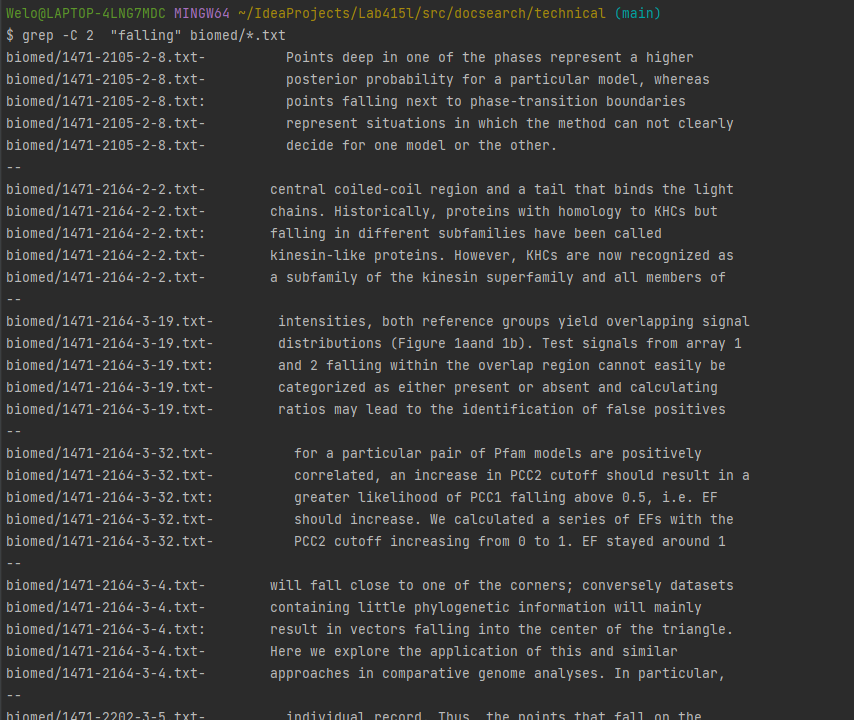 Welo@LAPTOP-4LNG7MDC MINGW64 ~/IdeaProjects/Lab415l/src/docsearch/technical (main)
$ grep -C 2  "falling" biomed/*.txt
biomed/1471-2105-2-8.txt-          Points deep in one of the phases represent a higher
biomed/1471-2105-2-8.txt-          posterior probability for a particular model, whereas
biomed/1471-2105-2-8.txt:          points falling next to phase-transition boundaries
biomed/1471-2105-2-8.txt-          represent situations in which the method can not clearly
biomed/1471-2105-2-8.txt-          decide for one model or the other.
--
biomed/1471-2164-2-2.txt-        central coiled-coil region and a tail that binds the light
biomed/1471-2164-2-2.txt-        chains. Historically, proteins with homology to KHCs but
biomed/1471-2164-2-2.txt:        falling in different subfamilies have been called
biomed/1471-2164-2-2.txt-        kinesin-like proteins. However, KHCs are now recognized as
biomed/1471-2164-2-2.txt-        a subfamily of the kinesin superfamily and all members of
--
biomed/1471-2164-3-19.txt-        intensities, both reference groups yield overlapping signal
biomed/1471-2164-3-19.txt-        distributions (Figure 1aand 1b). Test signals from array 1
biomed/1471-2164-3-19.txt:        and 2 falling within the overlap region cannot easily be
biomed/1471-2164-3-19.txt-        categorized as either present or absent and calculating
biomed/1471-2164-3-19.txt-        ratios may lead to the identification of false positives
--
biomed/1471-2164-3-32.txt-          for a particular pair of Pfam models are positively
biomed/1471-2164-3-32.txt-          correlated, an increase in PCC2 cutoff should result in a
biomed/1471-2164-3-32.txt:          greater likelihood of PCC1 falling above 0.5, i.e. EF
biomed/1471-2164-3-32.txt-          should increase. We calculated a series of EFs with the
biomed/1471-2164-3-32.txt-          PCC2 cutoff increasing from 0 to 1. EF stayed around 1
--
biomed/1471-2164-3-4.txt-        will fall close to one of the corners; conversely datasets
biomed/1471-2164-3-4.txt-        containing little phylogenetic information will mainly
biomed/1471-2164-3-4.txt:        result in vectors falling into the center of the triangle.
biomed/1471-2164-3-4.txt-        Here we explore the application of this and similar
biomed/1471-2164-3-4.txt-        approaches in comparative genome analyses. In particular,
--
biomed/1471-2202-3-5.txt-          individual record. Thus, the points that fall on the